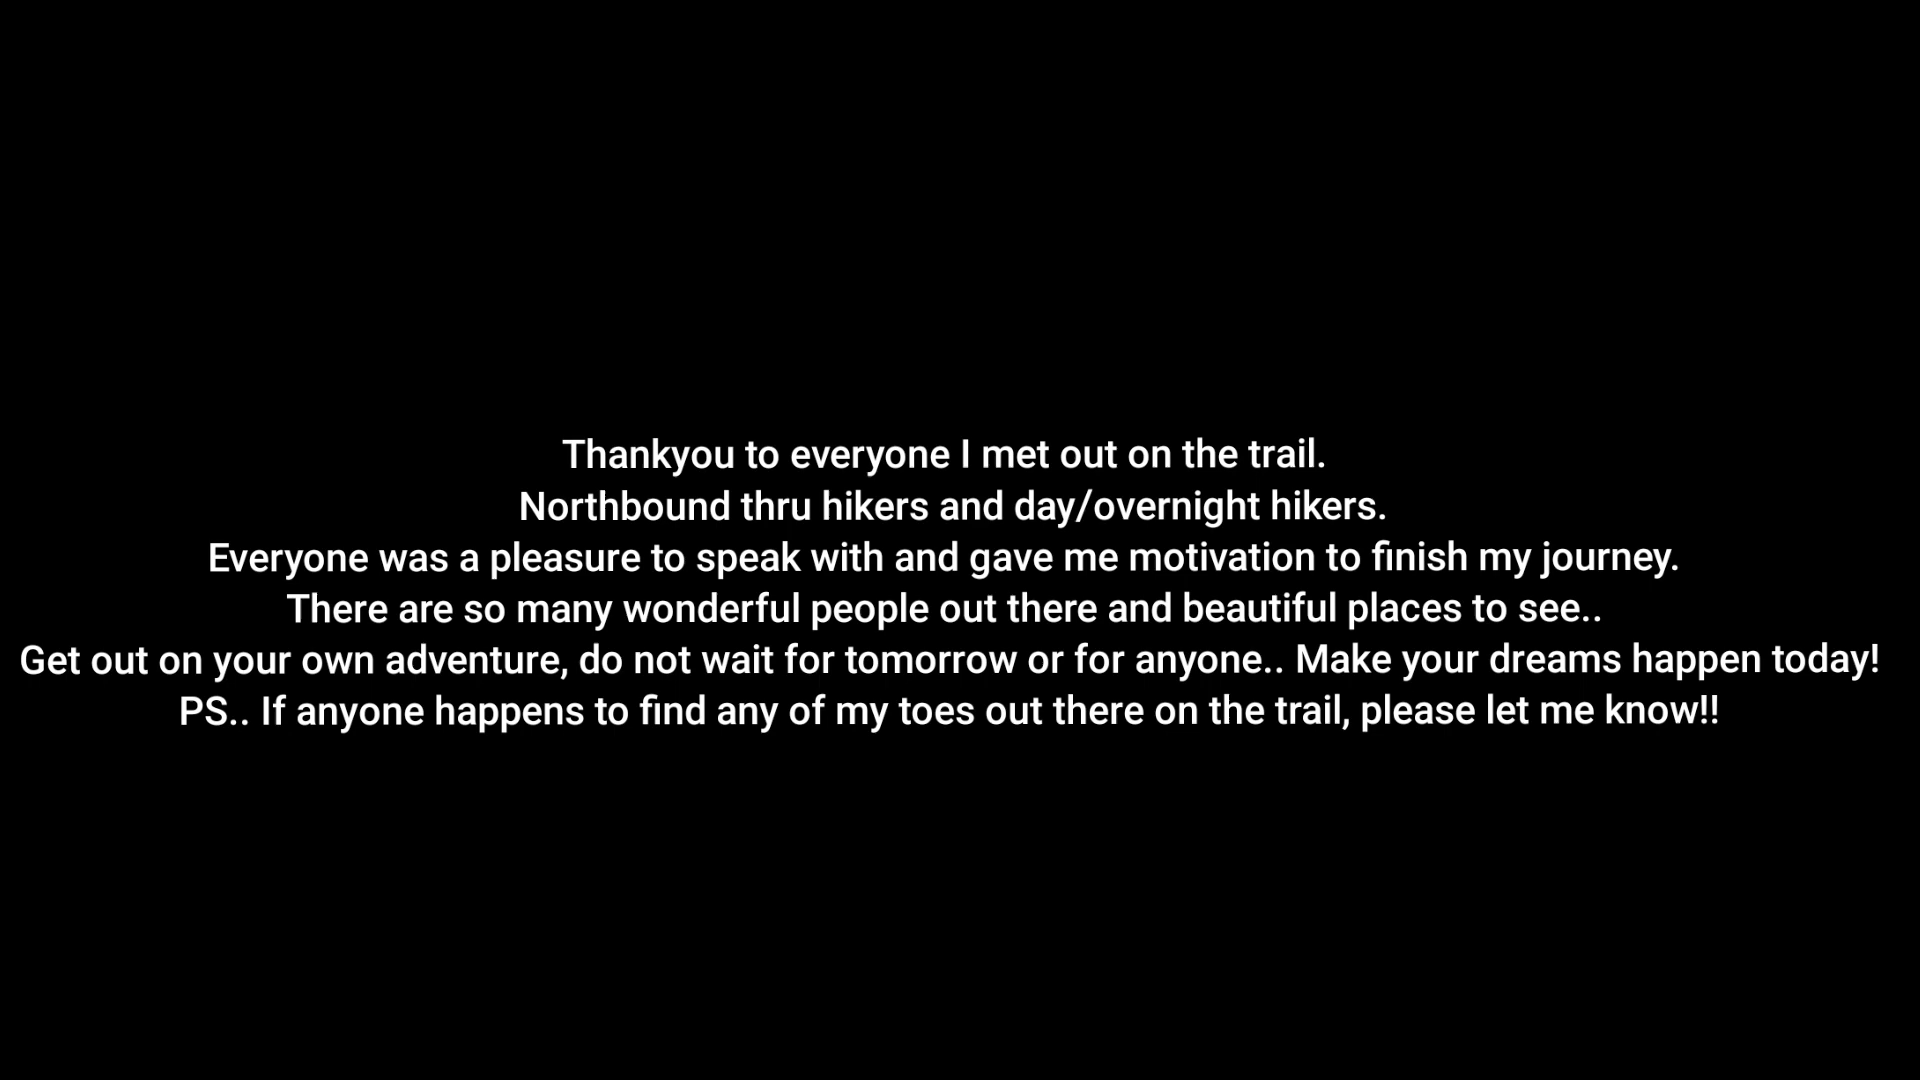 Thankyou to everyone I met out on the trail.
Northbound thru hikers and day/overnight hikers.
Everyone was a pleasure to speak with and gave me motivation to finish my journey.
There are so many wonderful people out there and beautiful places to see..
Get out on your own adventure, do not wait for tomorrow or for anyone.. Make your dreams happen today!
PS.. If anyone happens to find any of my toes out there on the trail, please let me know!!